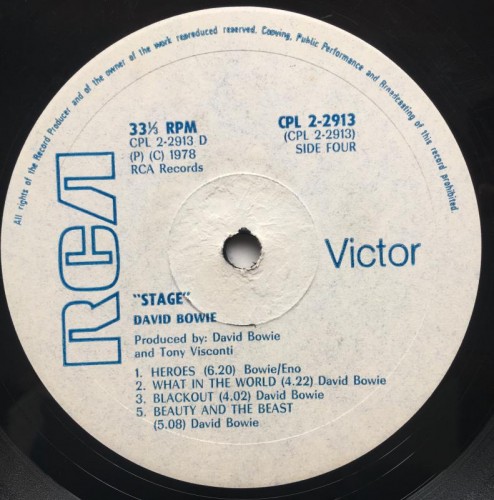 All rights of the Record Producer and of the owner of the work reproduced reserved. Copying, Public Performance and Broadcasting of this record prohibited.
33⅓ RPM
CPL 2-2913 D
(P) (C) 1978
RCA Records
CPL 2-2913
(CPL 2-2913)
SIDE FOUR
RCA
Victor
"STAGE"
DAVID BOWIE
Produced by: David Bowie
and Tony Visconti
1. HEROES (6.20) Bowie/Eno
2. WHAT IN THE WORLD (4.22) David Bowie
3. BLACKOUT (4.02) David Bowie
5. BEAUTY AND THE BEAST
(5.08) David Bowie